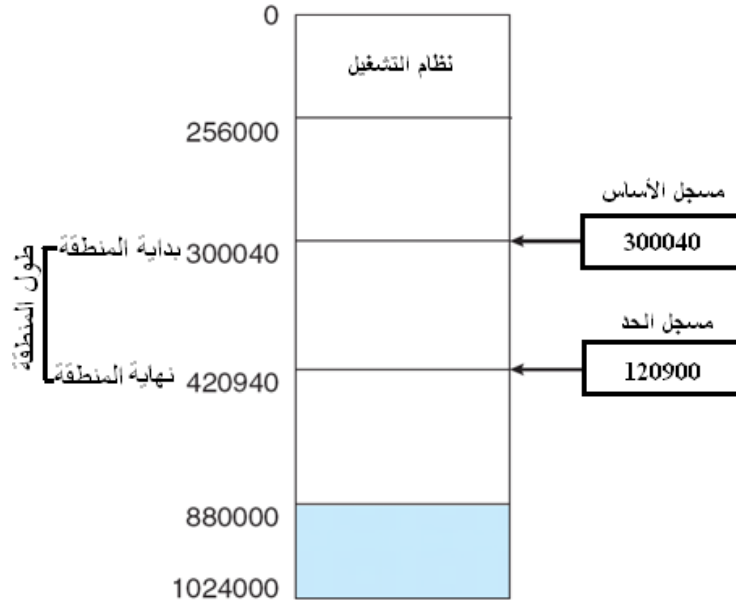 0
نظام التشغيل
256000
مسجل الأساس
300040
بداية المنطقة
300040
طول المنطقة
مسجل الحد
120900
نهاية المنطقة
420940
880000
1024000